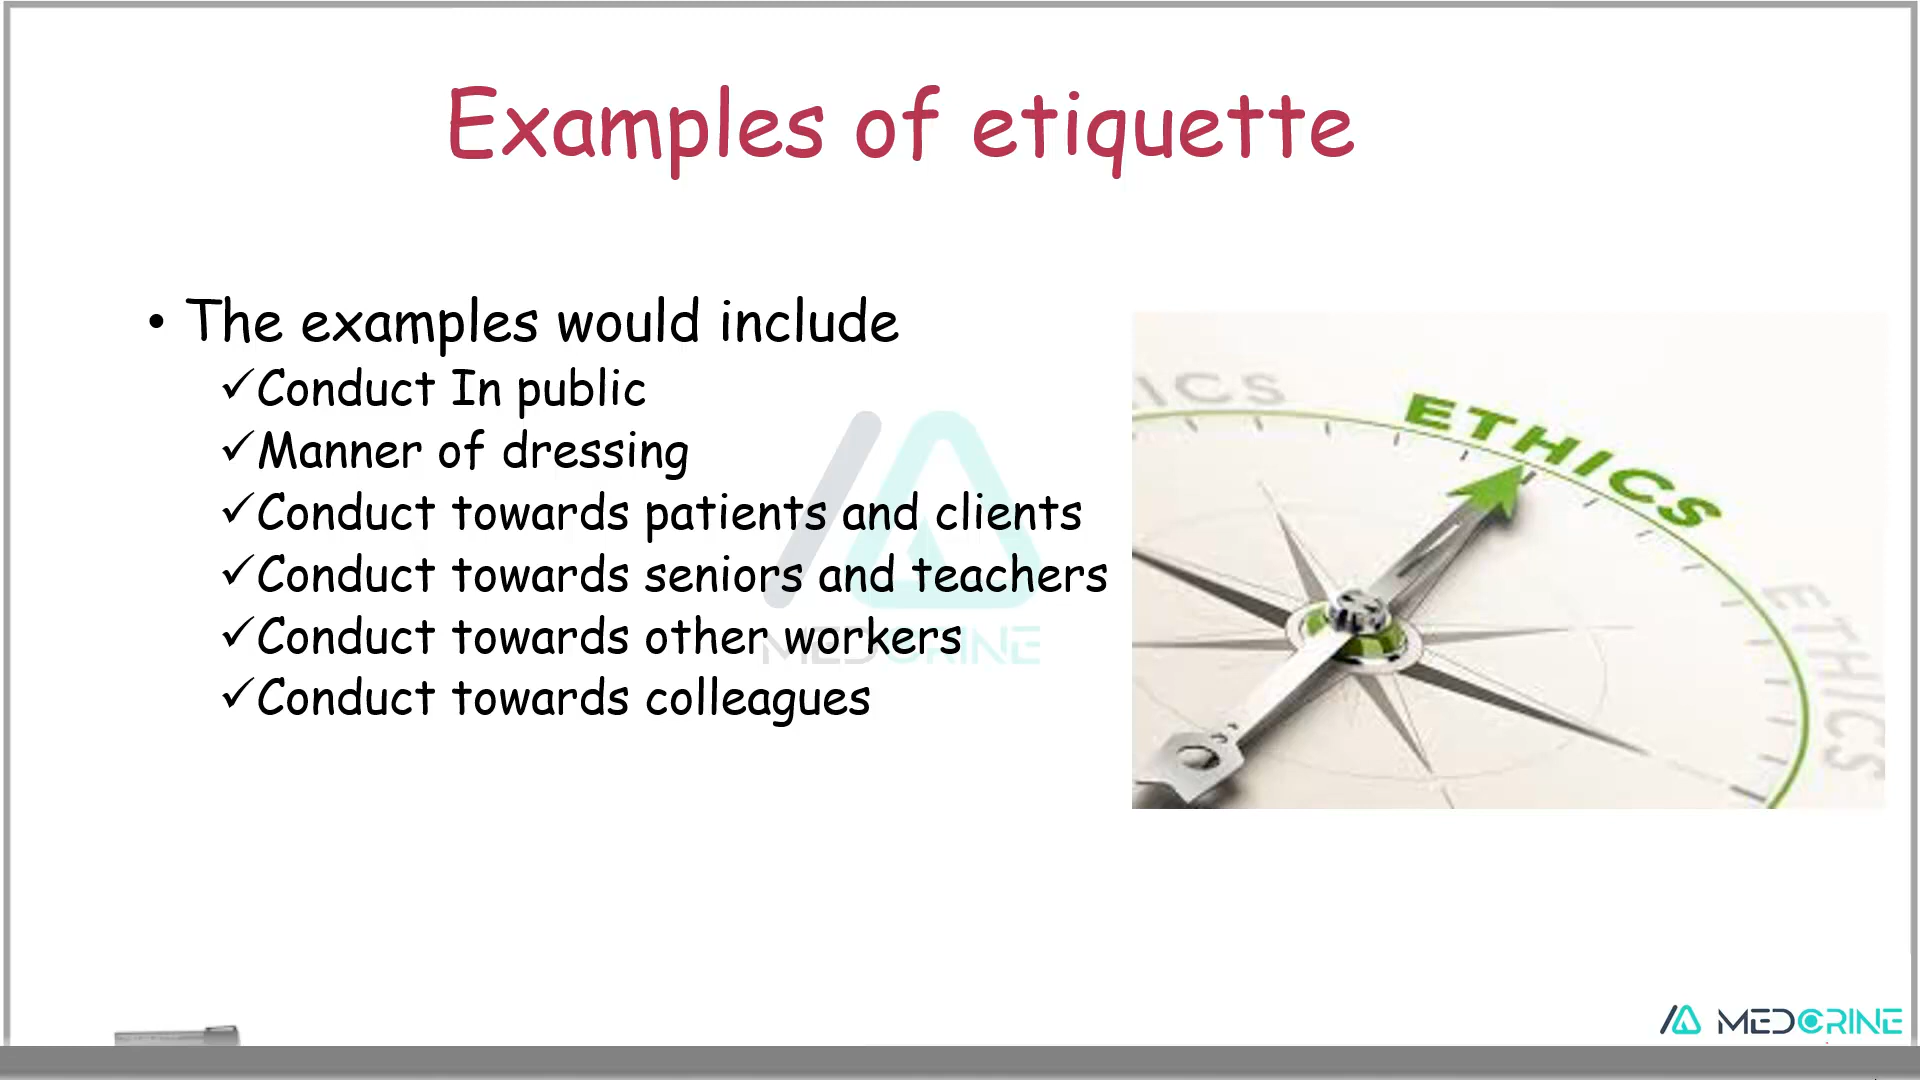 Examples of etiquette
• The examples would include
✓Conduct In public
✓Manner of dressing
✓Conduct towards patients and clients
✓Conduct towards seniors and teachers
✓Conduct towards other workers
✓Conduct towards colleagues
ICS
ETHICS
ETHICS
MEDCRINE
MEDCRINE